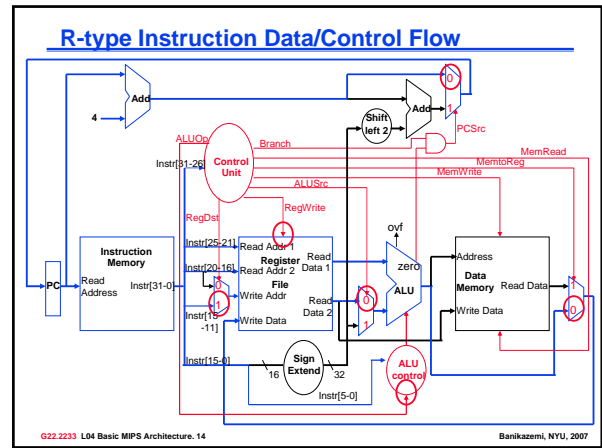 R-type Instruction Data/Control Flow
Add
4
0
1
Add
Shift
left 2
PCSrc
ALUOp
Branch
MemRead
Instr[31-26]
Control
Unit
MemtoReg
MemWrite
ALUSrc
RegWrite
RegDst
ovf
zero
ALU
PC
Instruction
Memory
Read
Address
Instr[31-0]
Instr[25-21]
Read Addr 1
Instr[20-16]
Read Addr 2
Register
File
Read
Data 1
0
1
Write Addr
Read
Data 2
Instr[15
-11]
Write Data
0
1
Address
Data
Memory
Read Data
Write Data
1
0
Instr[15-0]
16
Sign
Extend
32
ALU
control
Instr[5-0]
G22.2233 L04 Basic MIPS Architecture. 14
Banikazemi, NYU, 2007